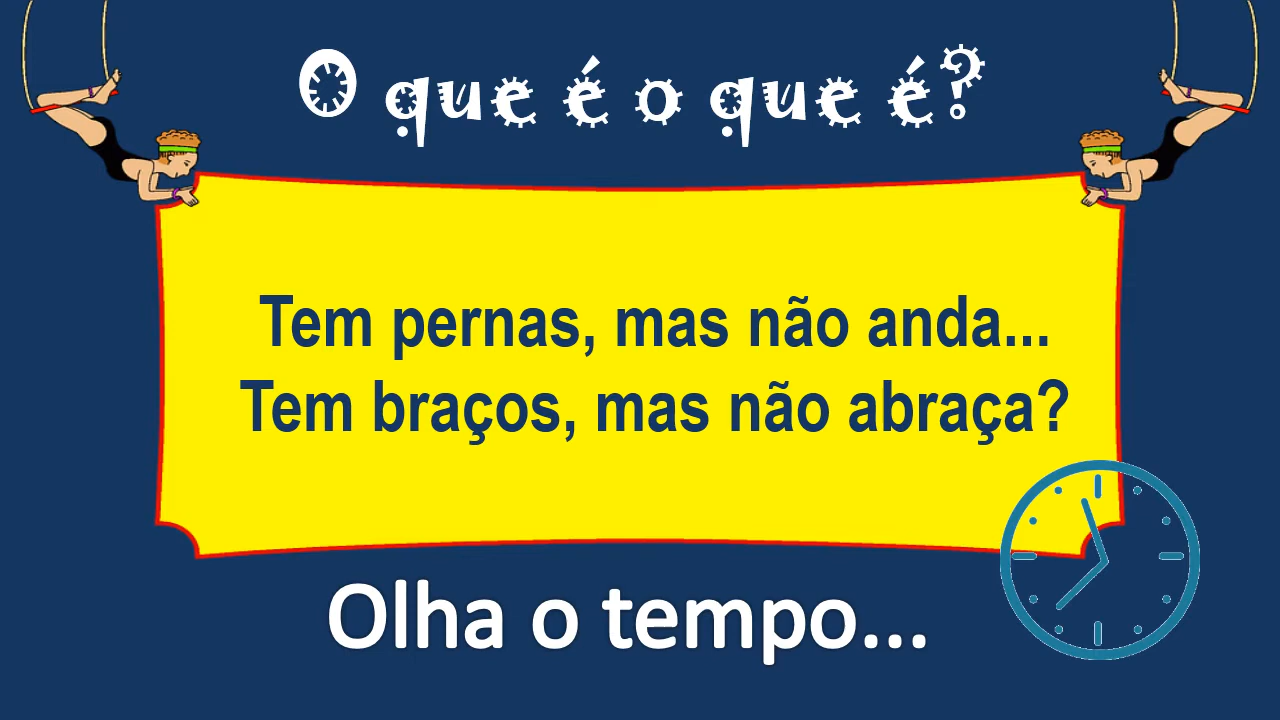 O que é o que é?
Tem pernas, mas não anda...
Tem braços, mas não abraça?
Olha o tempo...